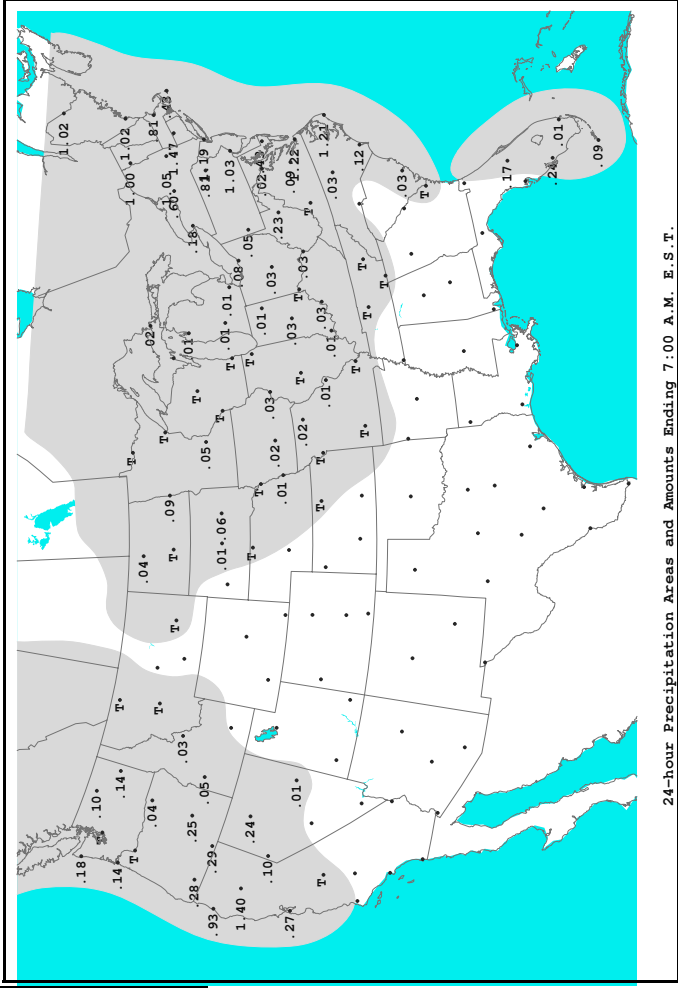 1.02
.18
.10
T
.14 .14 T
1.02
1.00
T T
.04 .04 .02 .81
T T 1.05 .43
.09
T 1.47
T .60
.03 .01
.25 .18
.28 T
.05 .05 .81 .19
.93 .29
.01 .06 T
.01 .01 1.03
T
1.40 .08
.24 T T .05
T .01 .02
.10 .03 .03
.02 .23
.01
.27 .03 .09 2.22
.01 .02 T T .03
T
T T T .03 1.21
.01 .01 .03
T .12
T T
T
T
.03
T
.17
.24 .01
.09
24-hour Precipitation Areas and Amounts Ending 7:00 A.M. E.S.T.